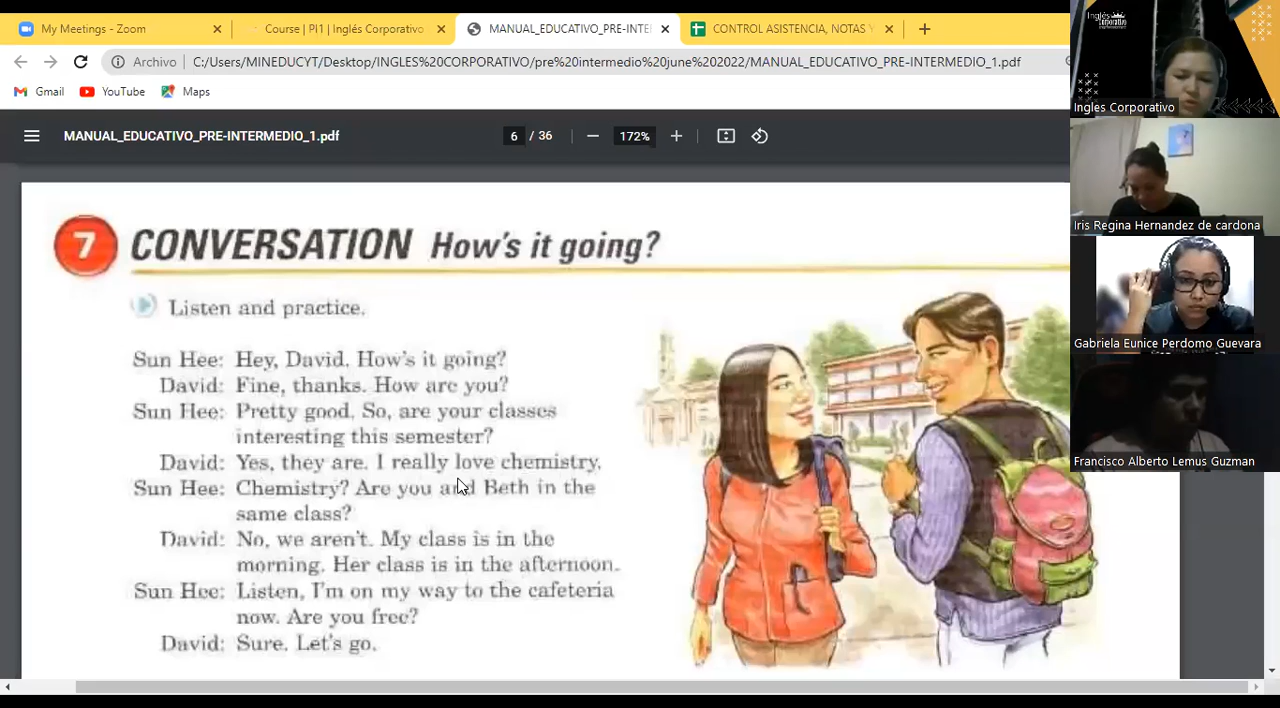 My Meetings - Zoom
Course | PI1 | Inglés Corporativo
MANUAL_EDUCATIVO_PRE-INTE
CONTROL ASISTENCIA, NOTAS Y
Archivo
C:/Users/MINEDUCYT/Desktop/INGLES%20CORPORATIVO/pre%20intermedio%20june%202022/MANUAL_EDUCATIVO_PRE-INTERMEDIO_1.pdf
Gmail
YouTube
Maps
MANUAL_EDUCATIVO_PRE-INTERMEDIO_1.pdf
6 / 36
172%
7 CONVERSATION How's it going?
Listen and practice.
Sun Hee: Hey, David. How's it going?
David: Fine, thanks. How are you?
Sun Hee: Pretty good. So, are your classes
interesting this semester?
David: Yes, they are. I really love chemistry.
Sun Hee: Chemistry? Are you and Beth in the
same class?
David: No, we aren't. My class is in the
morning. Her class is in the afternoon.
Sun Hee: Listen, I'm on my way to the cafeteria
now. Are you free?
David: Sure. Let's go.
Inglés
Corporativo
Ingles Corporativo
Iris Regina Hernandez de cardona
Gabriela Eunice Perdomo Guevara
Francisco Alberto Lemus Guzman